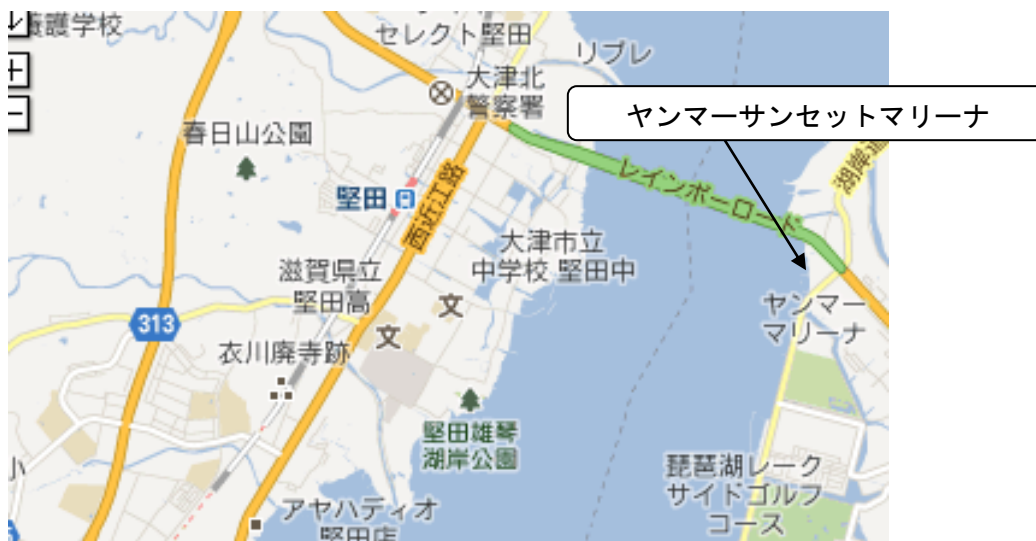 養護学校
セレクト堅田
リブレ
大津北
警察署
ヤンマーサンセットマリーナ
春日山公園
レインボーロード
堅田
西近江路
大津市立
中学校 堅田中
滋賀県立
堅田高
文
文
ヤンマー
マリーナ
313
衣川廃寺跡
堅田雄琴
湖岸公園
琵琶湖レーク
サイドゴルフ
コース
小
アヤハディオ
堅田店